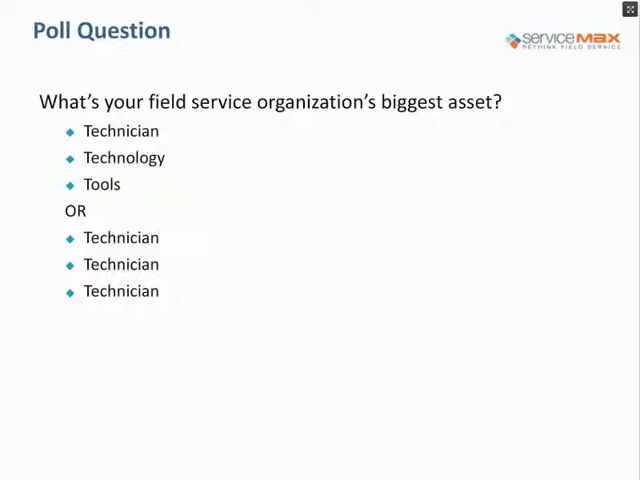 Poll Question
serviceMAX
RETHINK FIELD SERVICE
What's your field service organization's biggest asset?
Technician
Technology
Tools
OR
Technician
Technician
Technician